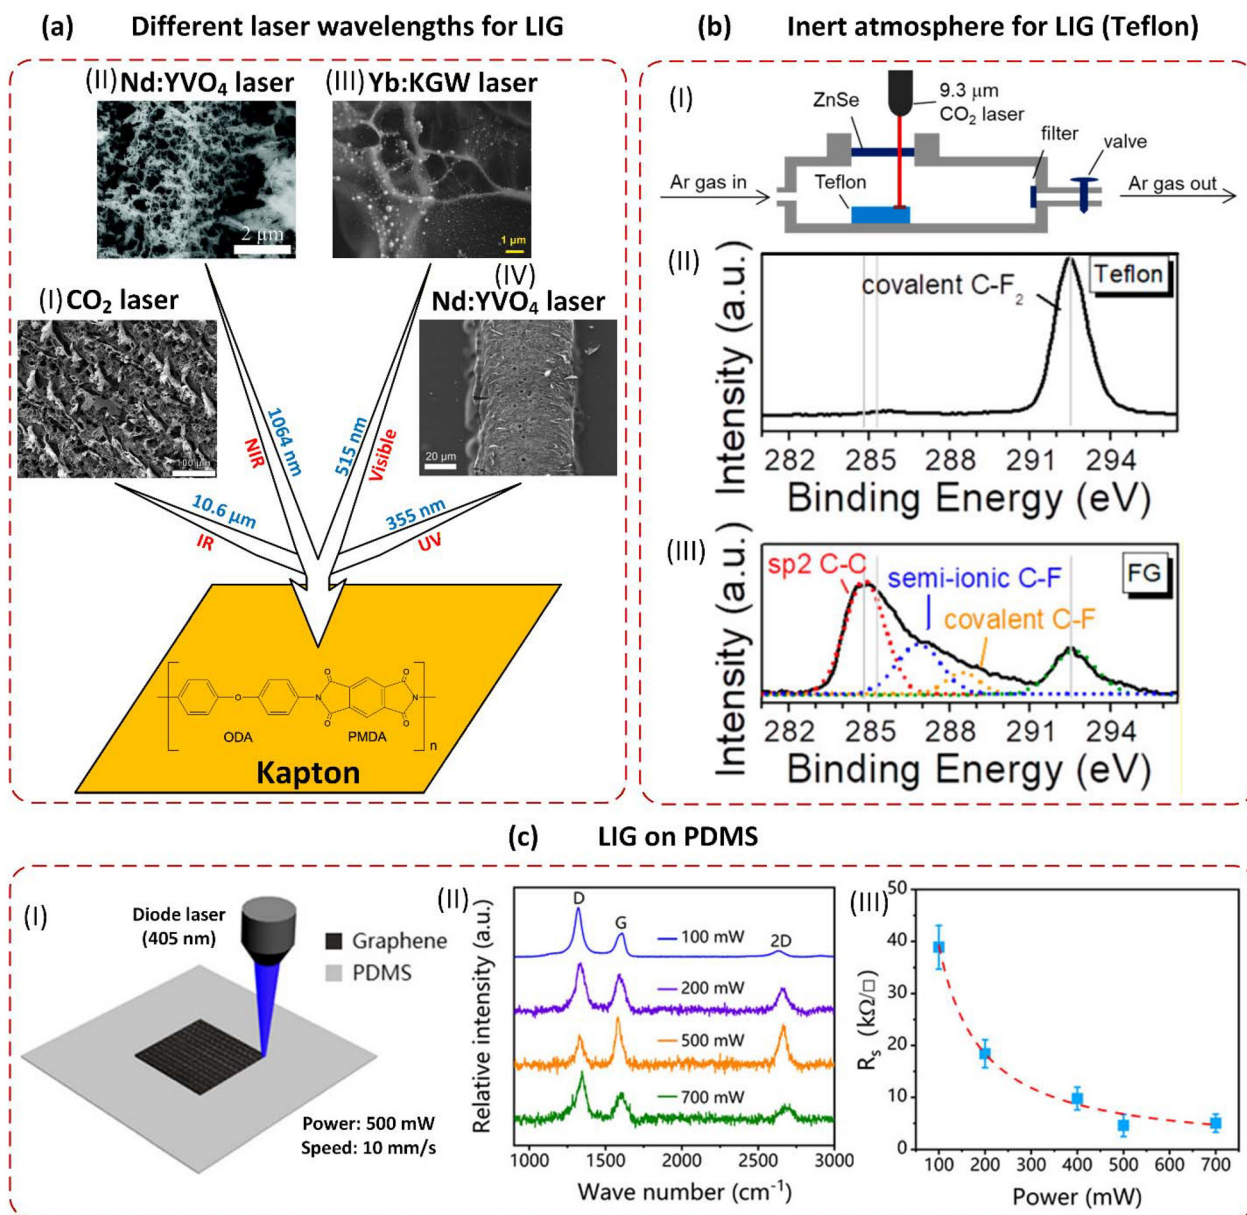 (a) Different laser wavelengths for LIG
(II) Nd:YVO₄ laser
(III) Yb:KGW laser
2 μm
1 μm
(I) CO₂ laser
(IV)
Nd:YVO₄ laser
100 μm
20 μm
1064 nm
NIR
515 nm
Visible
10.6 μm
IR
355 nm
UV
O
O
O
N
N
O
O
ODA
PMDA
n
Kapton
(b) Inert atmosphere for LIG (Teflon)
(I)
ZnSe
9.3 μm
CO₂ laser
filter
valve
Ar gas in
Teflon
Ar gas out
(II)
Intensity (a.u.)
covalent C-F₂
Teflon
282 285 288 291 294
Binding Energy (eV)
(III)
Intensity (a.u.)
sp2 C-C
semi-ionic C-F
covalent C-F
FG
282 285 288 291 294
Binding Energy (eV)
(c) LIG on PDMS
(I)
Diode laser
(405 nm)
Graphene
PDMS
Power: 500 mW
Speed: 10 mm/s
(II)
Relative intensity (a.u.)
D
G
2D
100 mW
200 mW
500 mW
700 mW
1000 1500 2000 2500 3000
Wave number (cm⁻¹)
(III)
Rₛ (kΩ/□)
50
40
30
20
10
0
100 200 300 400 500 600 700
Power (mW)